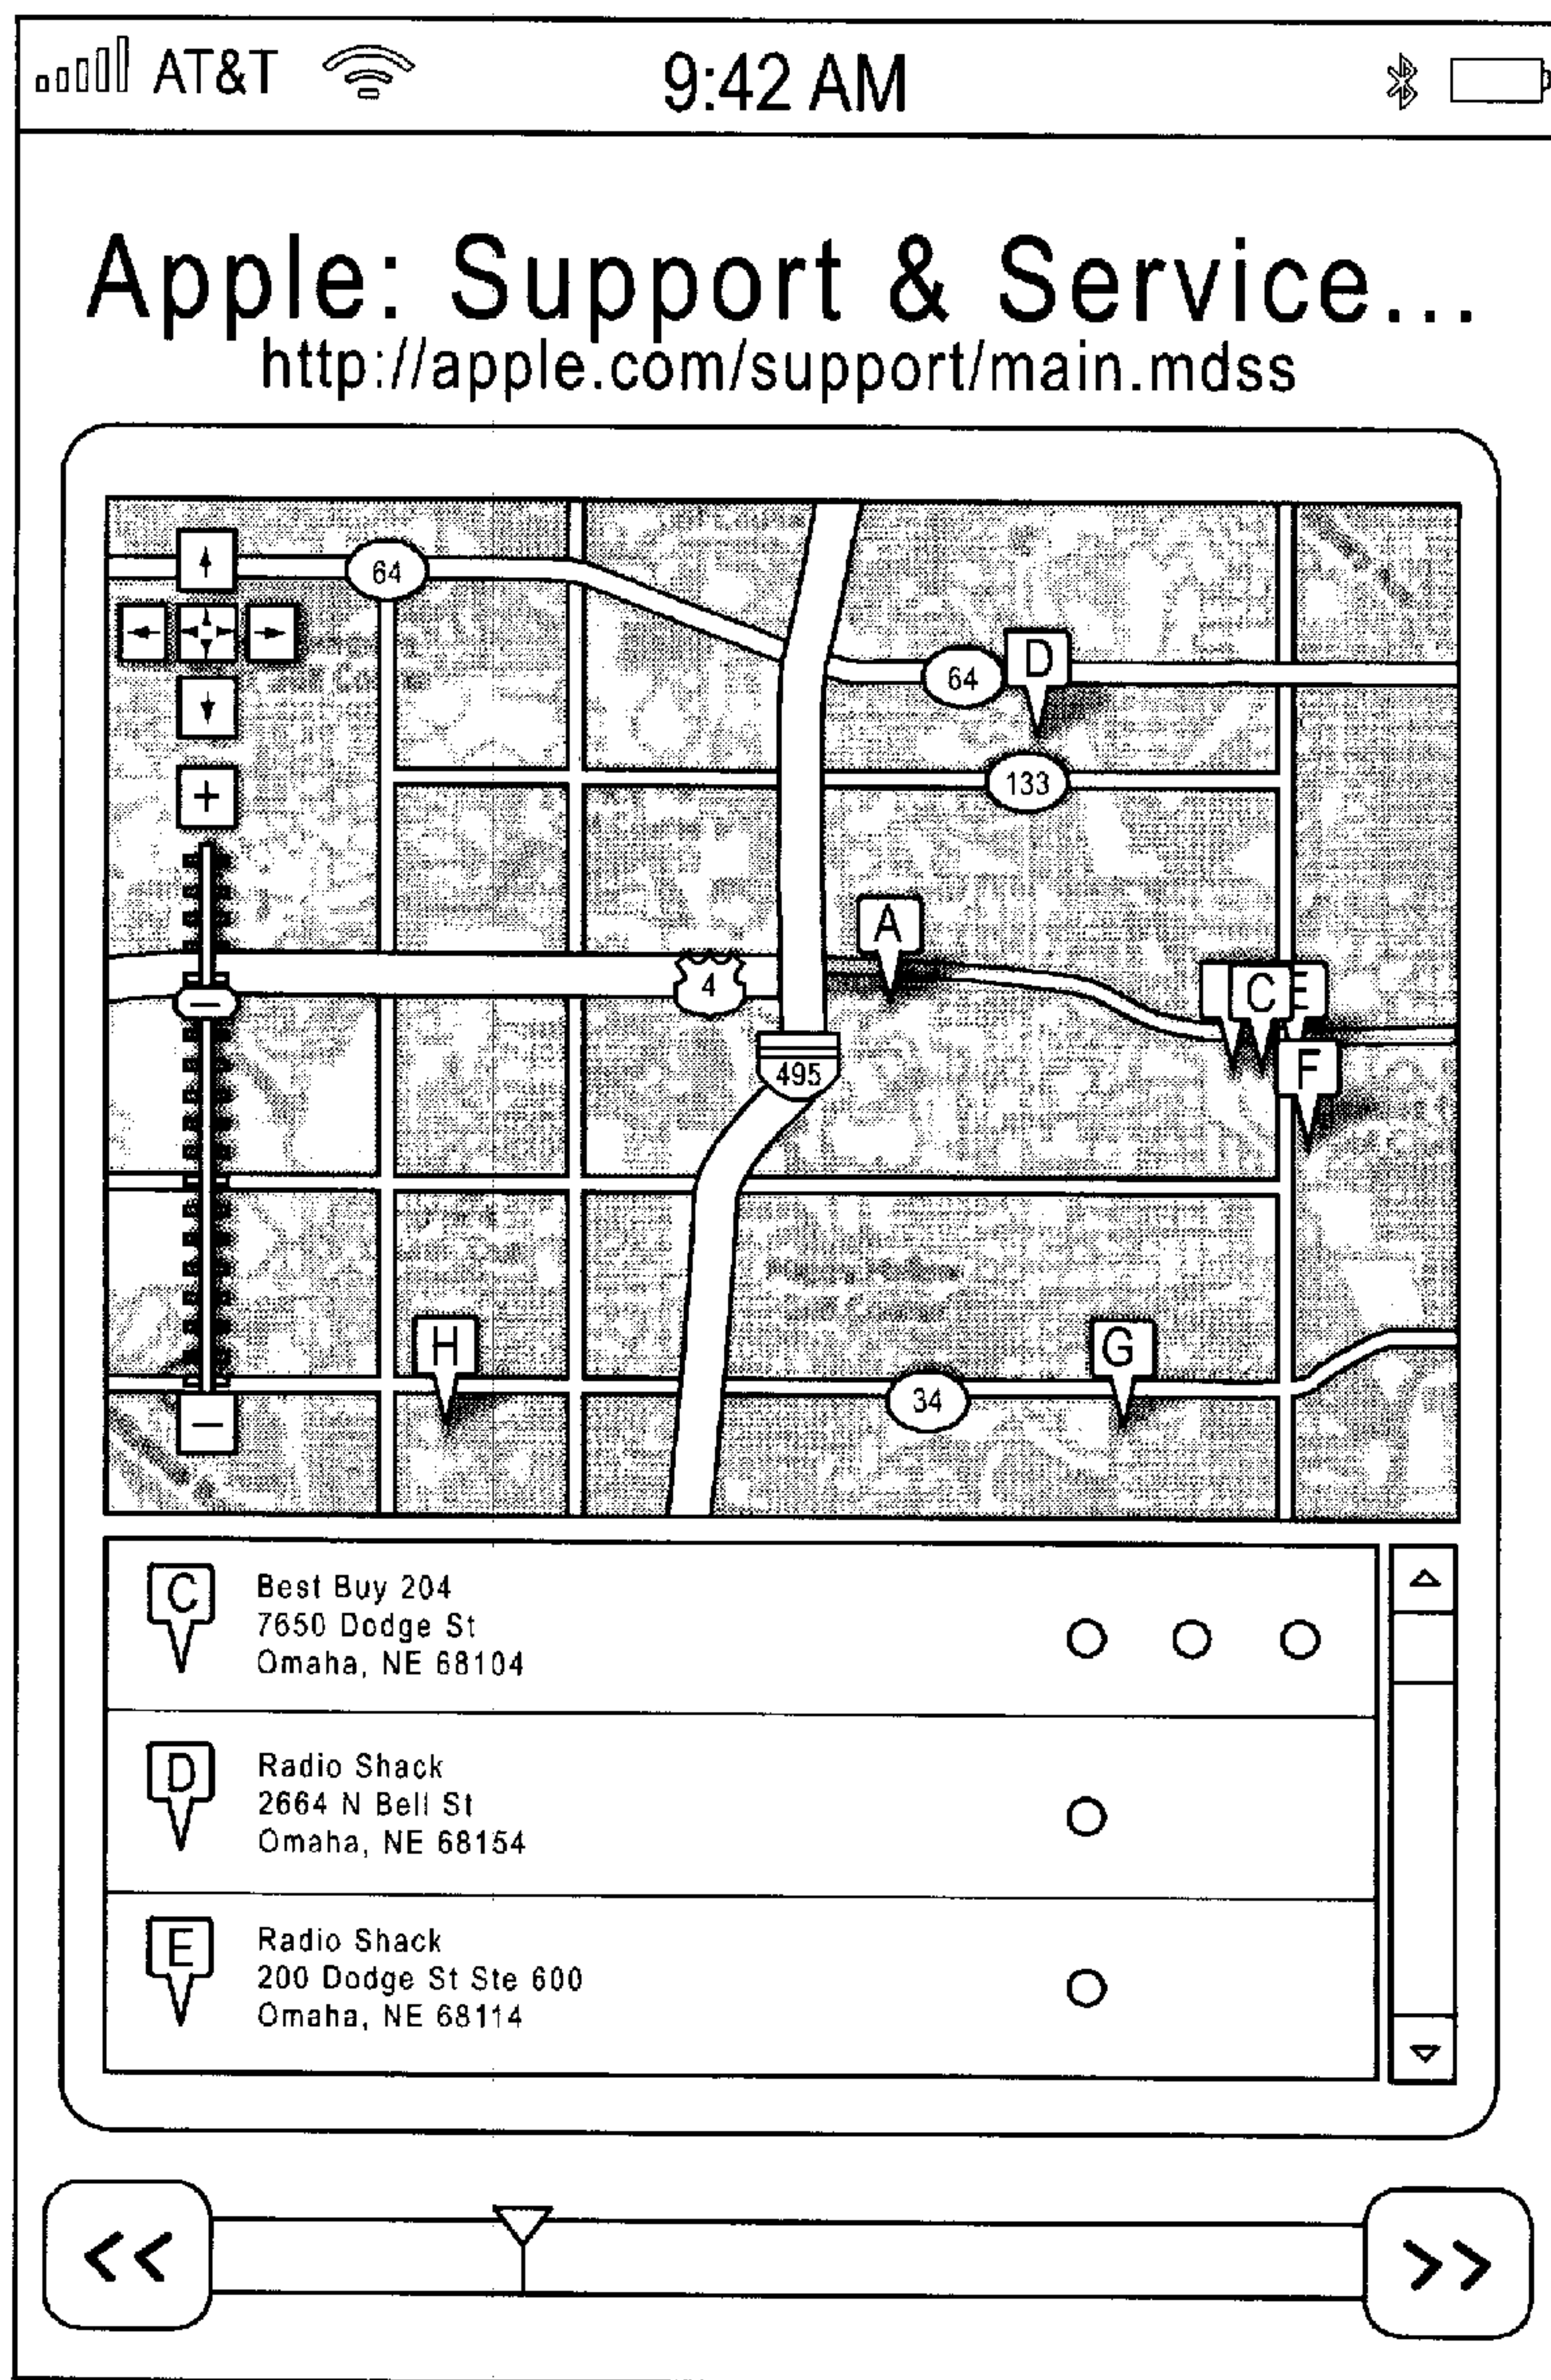 AT&T 9:42 AM
Apple: Support & Service...
http://apple.com/support/main.mdss
64
64
D
133
+
A
4
C E
495
F
H
G
34
C
Best Buy 204
7650 Dodge St
Omaha, NE 68104
D
Radio Shack
2664 N Bell St
Omaha, NE 68154
E
Radio Shack
200 Dodge St Ste 600
Omaha, NE 68114
<< >>